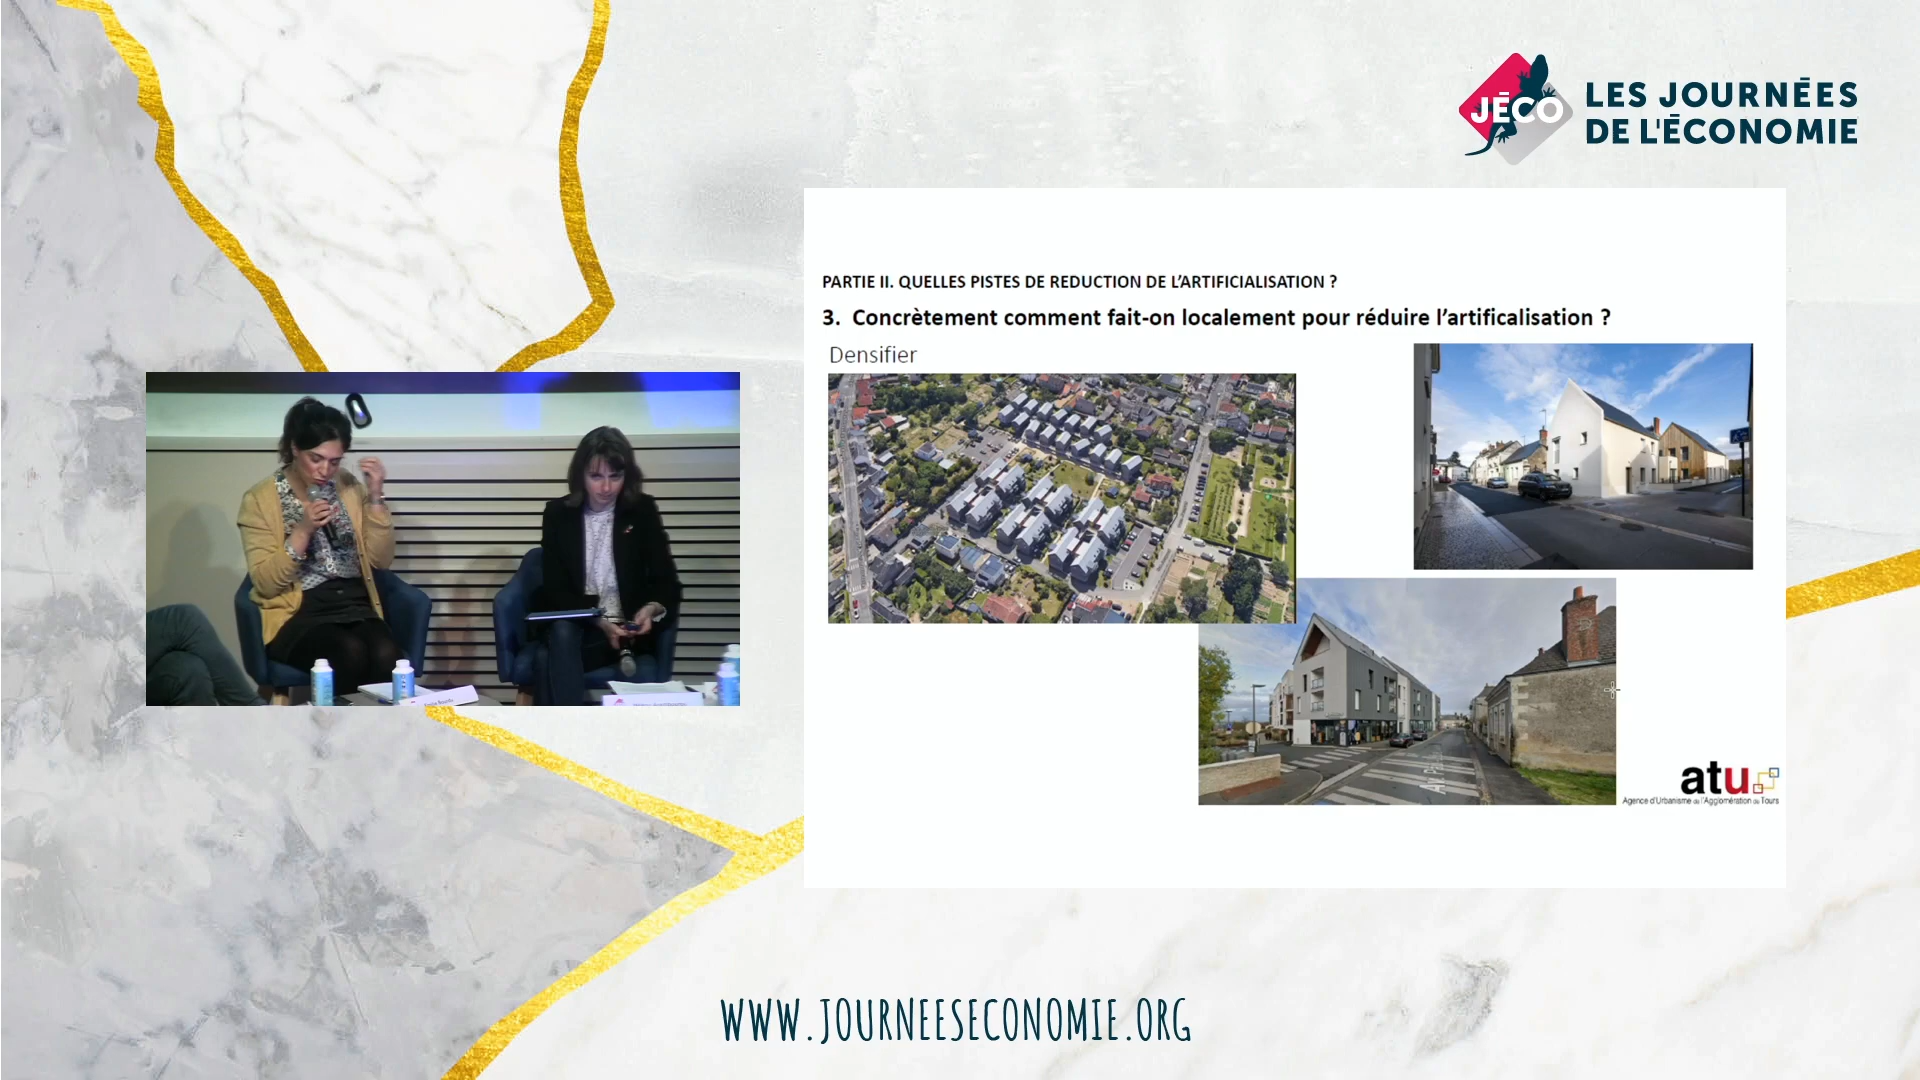 JÉCO
LES JOURNÉES
DE L'ÉCONOMIE
PARTIE II. QUELLES PISTES DE REDUCTION DE L'ARTIFICIALISATION ?
3. Concrètement comment fait-on localement pour réduire l'artificalisation ?
Densifier
atu
Agence d'Urbanisme de l'Agglomération de Tours
WWW.JOURNEESECONOMIE.ORG